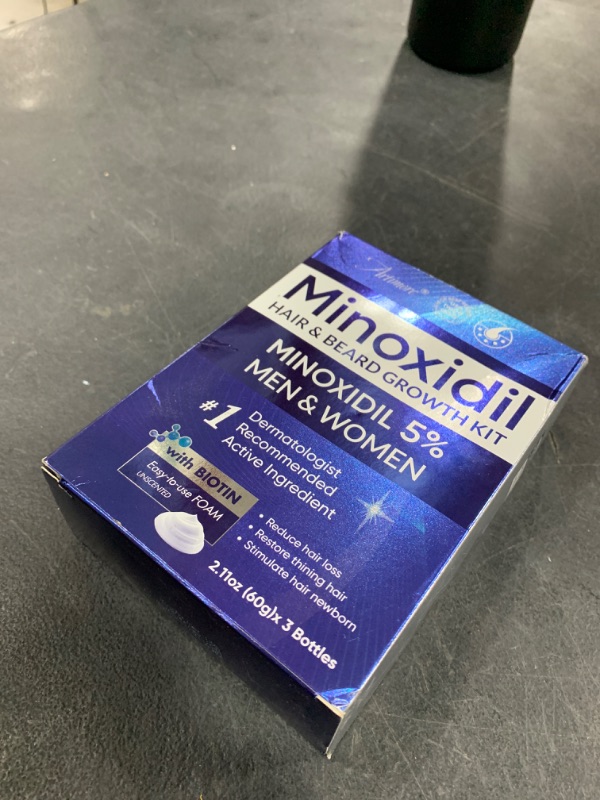 Minoxidil
HAIR & BEARD GROWTH KIT
MINOXIDIL 5%
MEN & WOMEN
#1
Dermatologist
Recommended
Active Ingredient
with BIOTIN
Easy-to-use FOAM
UNSCENTED
• Reduce hair loss
• Restore thining hair
• Stimulate hair newborn
2.11oz (60g)x 3 Bottles